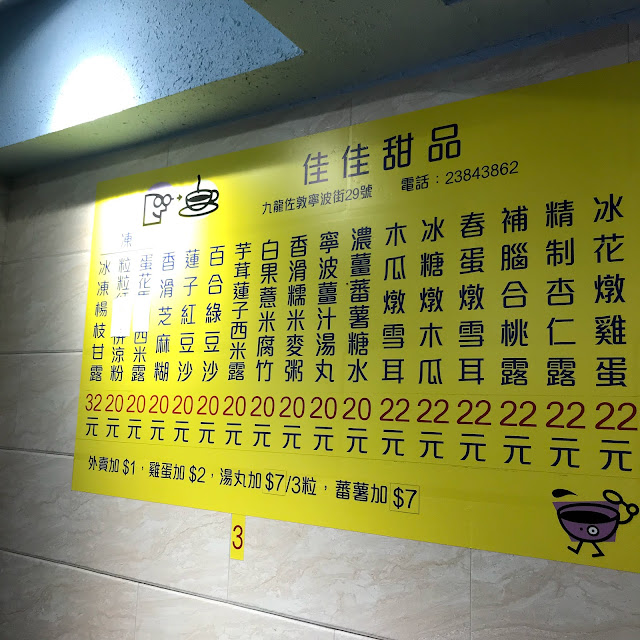 佳佳甜品
九龍佐敦寧波街29號
電話：23843862
冰花燉雞蛋 22元
精制杏仁露 22元
補腦合桃露 22元
春蛋燉雪耳 22元
冰糖燉木瓜 22元
木瓜燉雪耳 22元
濃薑蕃薯糖水 20元
寧波薑汁湯丸 20元
香滑糯米麥粥 20元
白果薏米腐竹 20元
芋茸蓮子西米露 20元
百合綠豆沙 20元
蓮子紅豆沙 20元
香滑芝麻糊 20元
蛋花西米露 20元
凍粒粒涼粉 20元
冰凍楊枝甘露 32元
外賣加 $1，雞蛋加 $2，湯丸加 $7/3粒，蕃薯加 $7
3